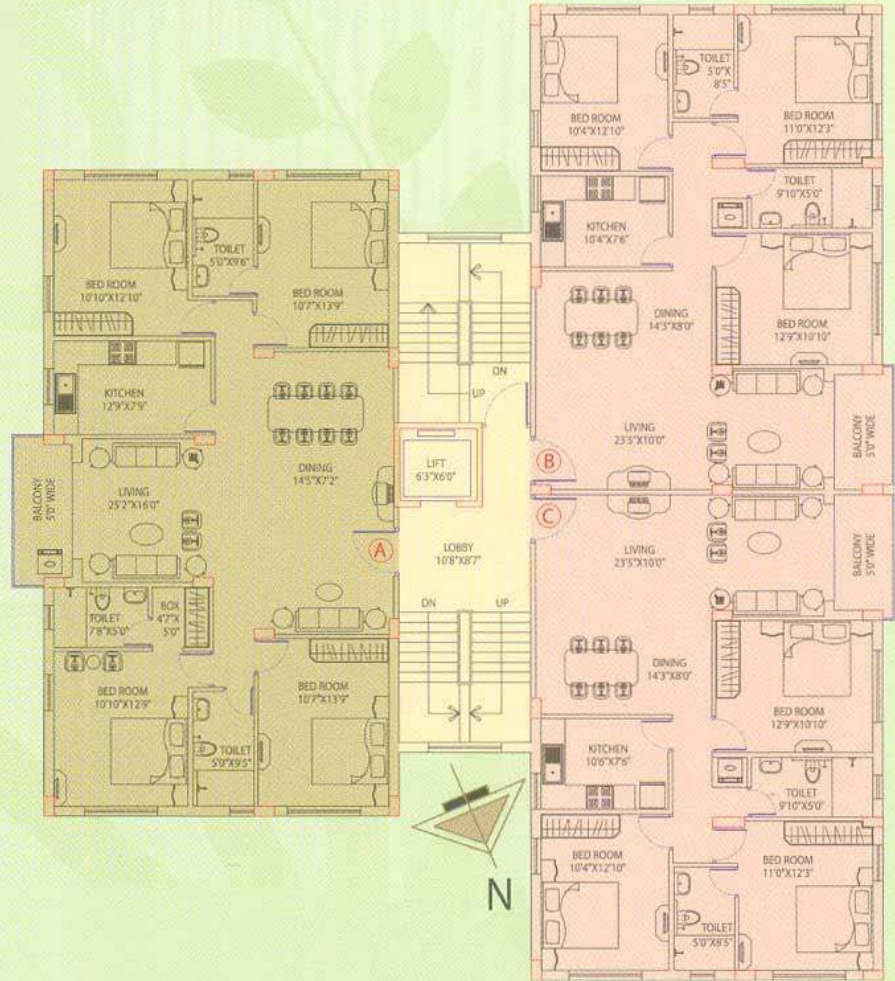 BED ROOM
10'10"X12'10"
TOILET
5'0"X9'6"
BED ROOM
10'7"X13'9"
KITCHEN
12'9"X7'9"
DINING
14'5"X7'2"
LIVING
25'2"X16'0"
BALCONY
5'0" WIDE
A
TOILET
7'8"X5'0"
BOX
4'7"X
5'0"
BED ROOM
10'10"X12'9"
TOILET
5'0"X9'5"
BED ROOM
10'7"X13'9"
DN
UP
LIFT
6'3"X6'0"
LOBBY
10'8"X8'7"
DN
UP
N
BED ROOM
10'4"X12'10"
TOILET
5'0"X
8'5"
BED ROOM
11'0"X12'3"
TOILET
9'10"X5'0"
KITCHEN
10'4"X7'6"
DINING
14'3"X8'0"
BED ROOM
12'9"X10'10"
LIVING
23'5"X10'0"
BALCONY
5'0" WIDE
B
C
LIVING
23'5"X10'0"
BALCONY
5'0" WIDE
DINING
14'3"X8'0"
BED ROOM
12'9"X10'10"
KITCHEN
10'6"X7'6"
TOILET
9'10"X5'0"
BED ROOM
10'4"X12'10"
BED ROOM
11'0"X12'3"
TOILET
5'0"X8'5"